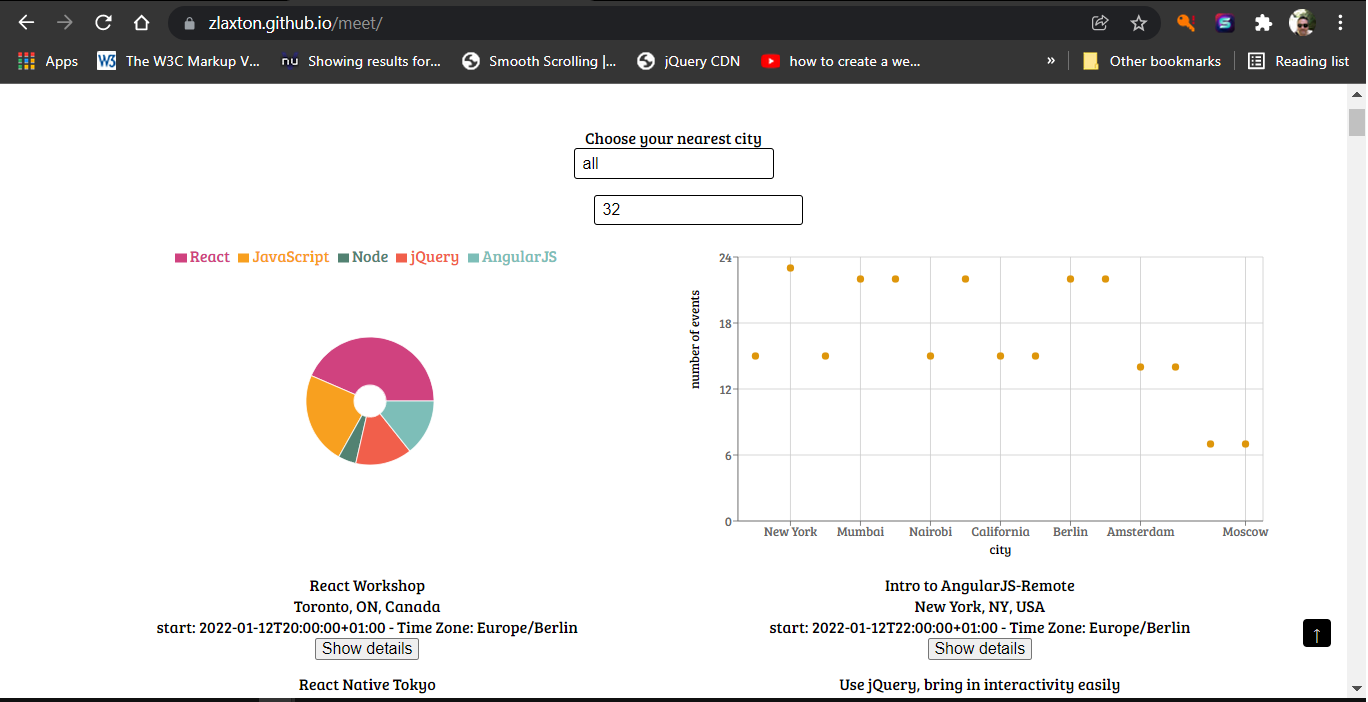 zlaxton.github.io/meet/
Apps The W3C Markup V... Showing results for... Smooth Scrolling |... jQuery CDN how to create a we... » Other bookmarks Reading list
Choose your nearest city
all
32
React JavaScript Node jQuery AngularJS
24
18
12
6
0
number of events
New York Mumbai Nairobi California Berlin Amsterdam Moscow
city
React Workshop
Toronto, ON, Canada
start: 2022-01-12T20:00:00+01:00 - Time Zone: Europe/Berlin
Show details
Intro to AngularJS-Remote
New York, NY, USA
start: 2022-01-12T22:00:00+01:00 - Time Zone: Europe/Berlin
Show details
↑
React Native Tokyo
Use jQuery, bring in interactivity easily